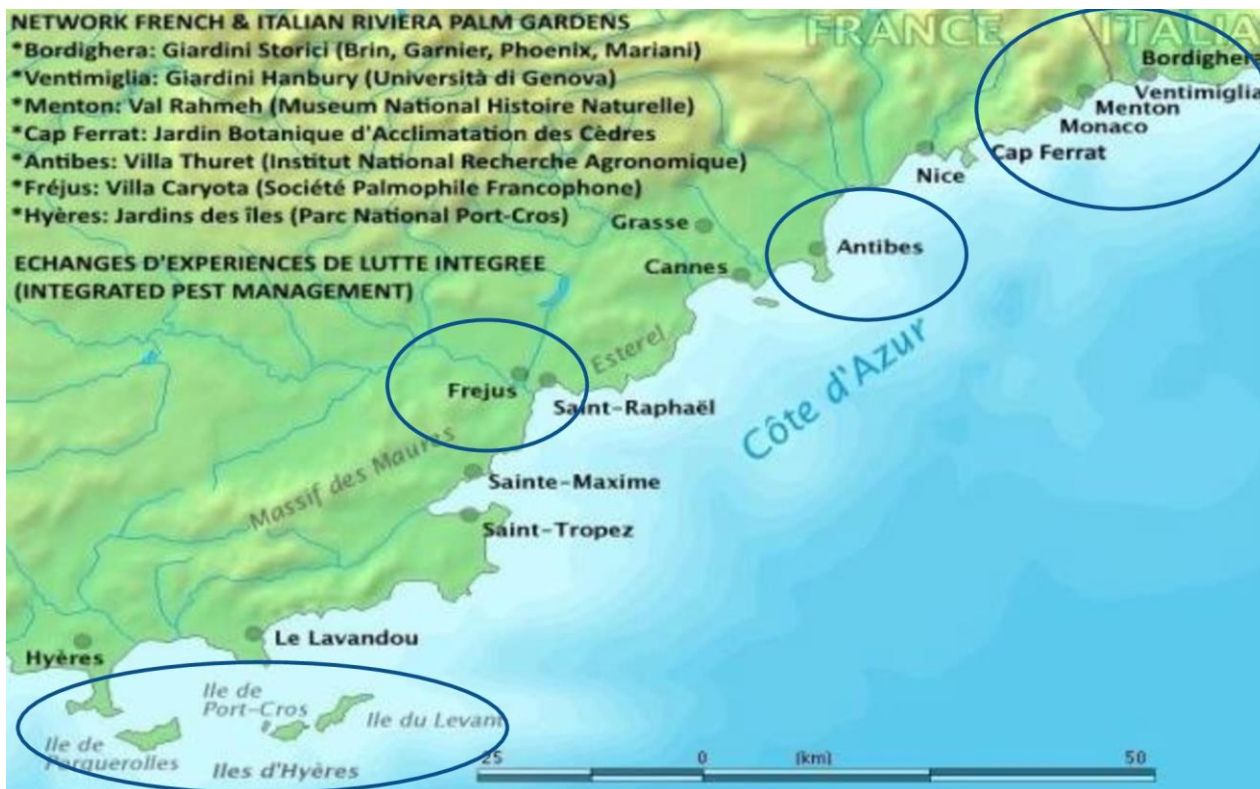 NETWORK FRENCH & ITALIAN RIVIERA PALM GARDENS
*Bordighera: Giardini Storici (Brin, Garnier, Phoenix, Mariani)
*Ventimiglia: Giardini Hanbury (Università di Genova)
*Menton: Val Rahmeh (Museum National Histoire Naturelle)
*Cap Ferrat: Jardin Botanique d'Acclimatation des Cèdres
*Antibes: Villa Thuret (Institut National Recherche Agronomique)
*Fréjus: Villa Caryota (Société Palmophile Francophone)
*Hyères: Jardins des îles (Parc National Port-Cros)
ECHANGES D'EXPERIENCES DE LUTTE INTEGREE
(INTEGRATED PEST MANAGEMENT)
FRANCE
ITALIA
Bordighera
Ventimiglia
Menton
Monaco
Cap Ferrat
Nice
Grasse
Antibes
Cannes
Esterel
Côte d'Azur
Frejus
Saint-Raphaël
Massif des Maures
Sainte-Maxime
Saint-Tropez
Le Lavandou
Hyères
Ile de
Port-Cros
Ile du Levant
Ile de
Porquerolles
Iles d'Hyères
25 0 (km) 50